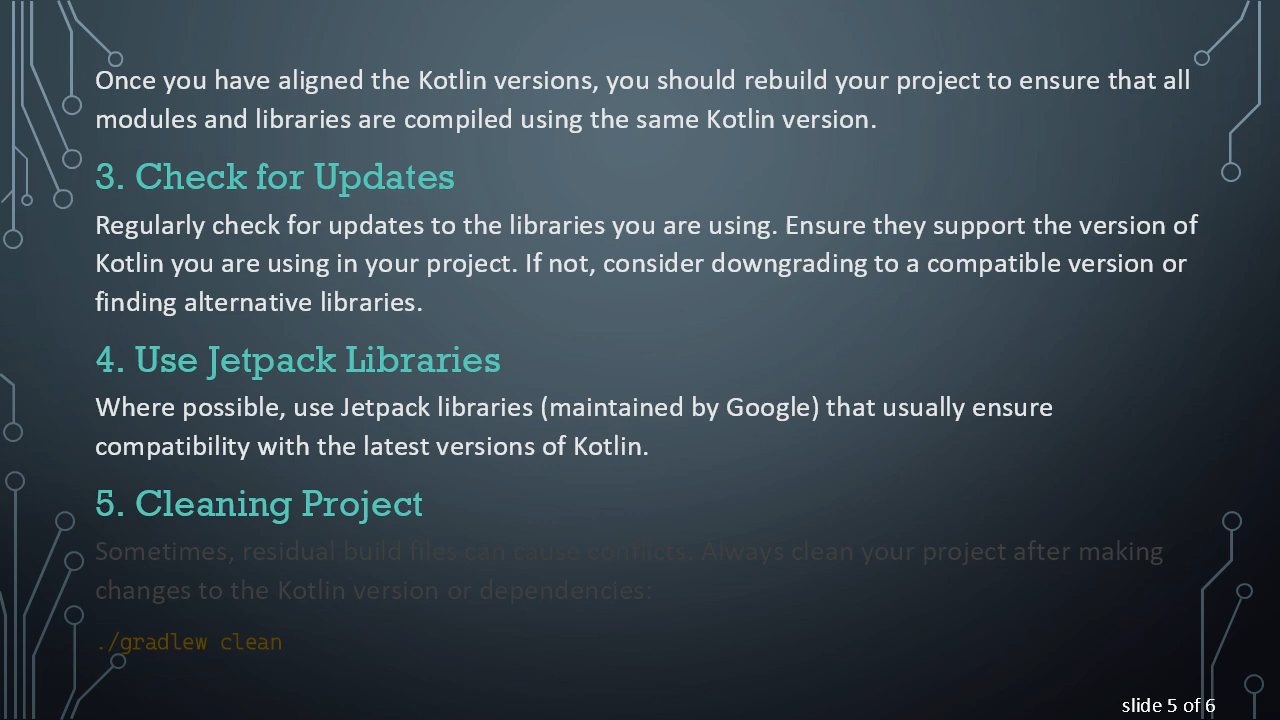 Once you have aligned the Kotlin versions, you should rebuild your project to ensure that all
modules and libraries are compiled using the same Kotlin version.
3. Check for Updates
Regularly check for updates to the libraries you are using. Ensure they support the version of
Kotlin you are using in your project. If not, consider downgrading to a compatible version or
finding alternative libraries.
4. Use Jetpack Libraries
Where possible, use Jetpack libraries (maintained by Google) that usually ensure
compatibility with the latest versions of Kotlin.
5. Cleaning Project
Sometimes, residual build files can cause conflicts. Always clean your project after making
changes to the Kotlin version or dependencies:
./gradlew clean
slide 5 of 6